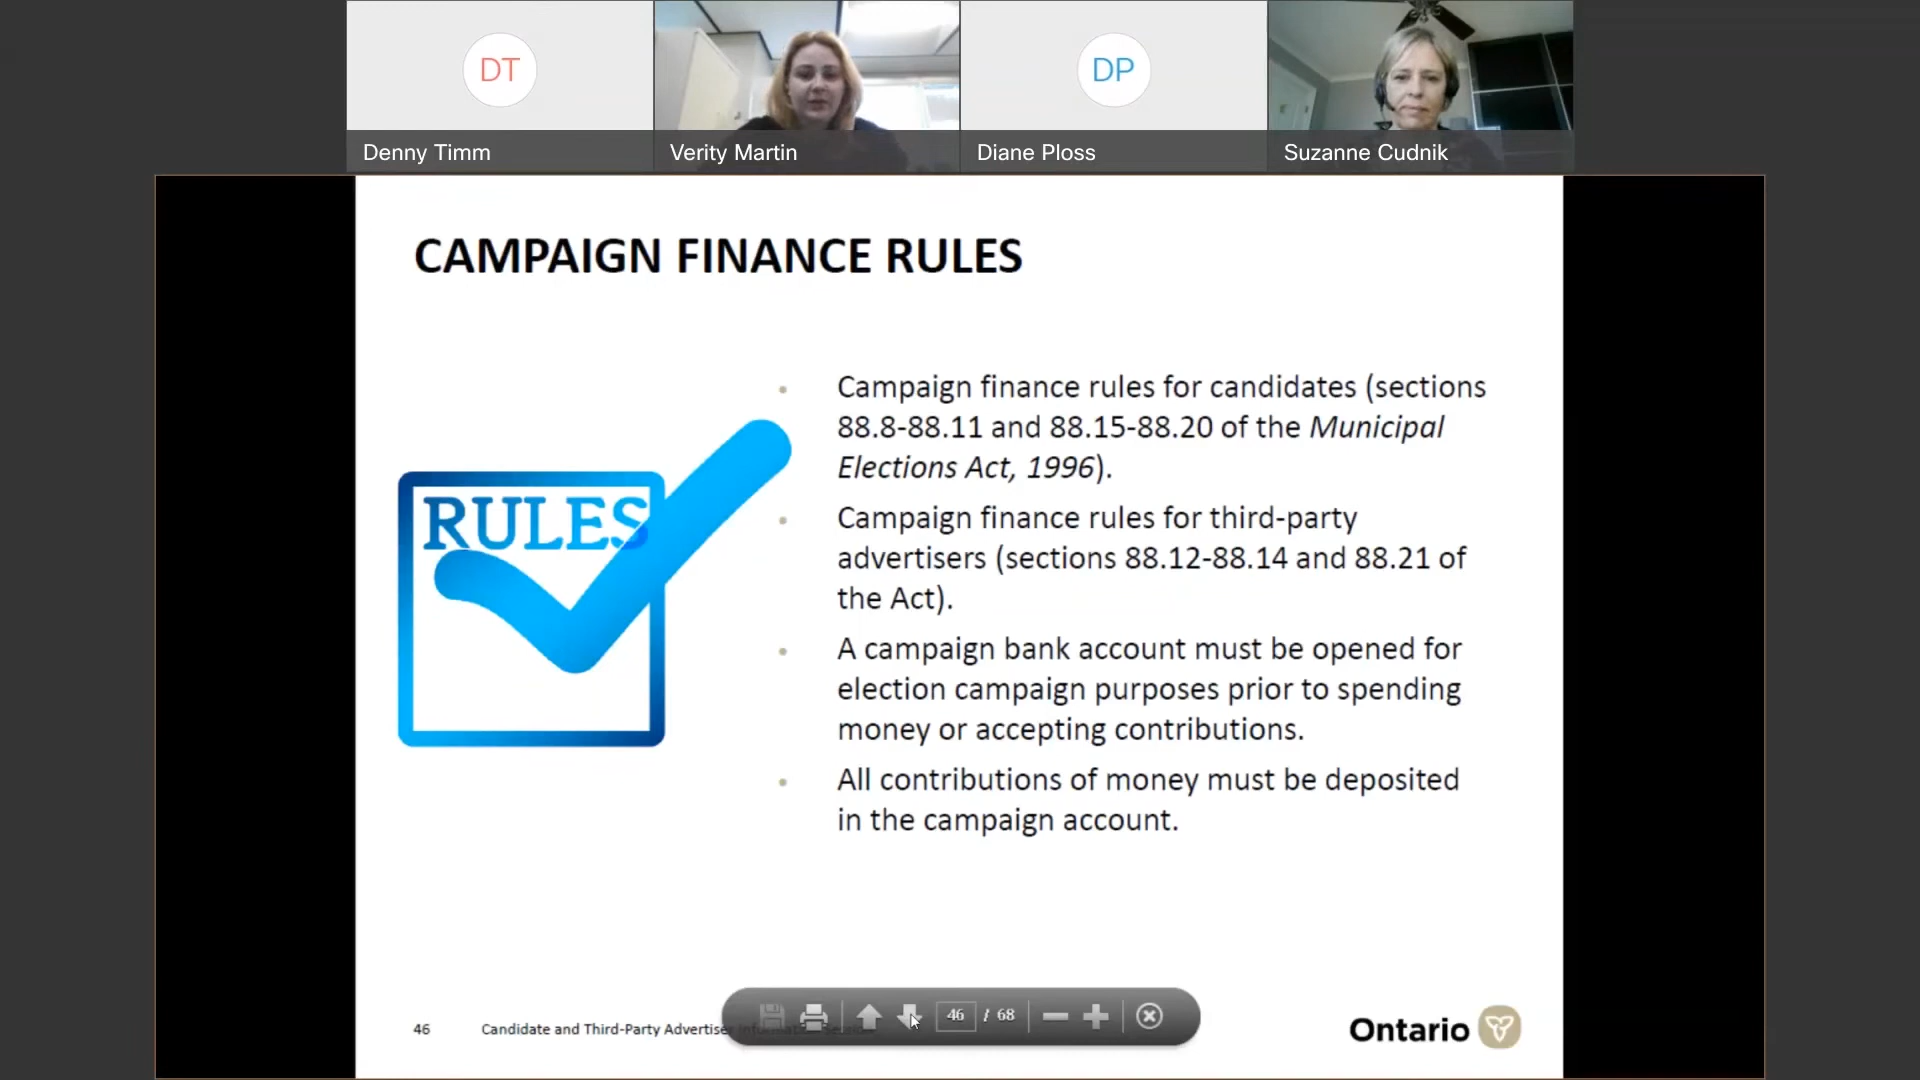 DT
DP
Denny Timm
Verity Martin
Diane Ploss
Suzanne Cudnik
CAMPAIGN FINANCE RULES
RULES
Campaign finance rules for candidates (sections
88.8-88.11 and 88.15-88.20 of the Municipal
Elections Act, 1996).
Campaign finance rules for third-party
advertisers (sections 88.12-88.14 and 88.21 of
the Act).
A campaign bank account must be opened for
election campaign purposes prior to spending
money or accepting contributions.
All contributions of money must be deposited
in the campaign account.
46 Candidate and Third-Party Advertiser
46 / 68
Ontario